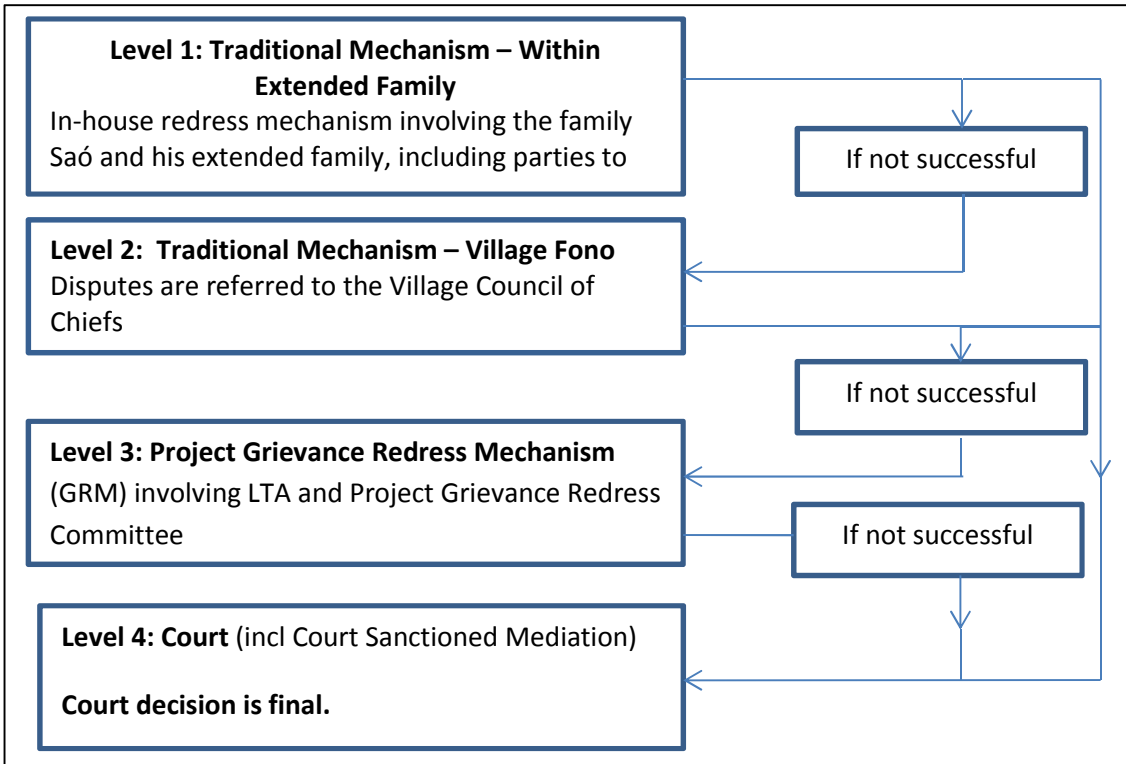 Level 1: Traditional Mechanism – Within
Extended Family
In-house redress mechanism involving the family
Saó and his extended family, including parties to
If not successful
Level 2:  Traditional Mechanism – Village Fono
Disputes are referred to the Village Council of
Chiefs
If not successful
Level 3: Project Grievance Redress Mechanism
(GRM) involving LTA and Project Grievance Redress
Committee
If not successful
Level 4: Court (incl Court Sanctioned Mediation)
Court decision is final.